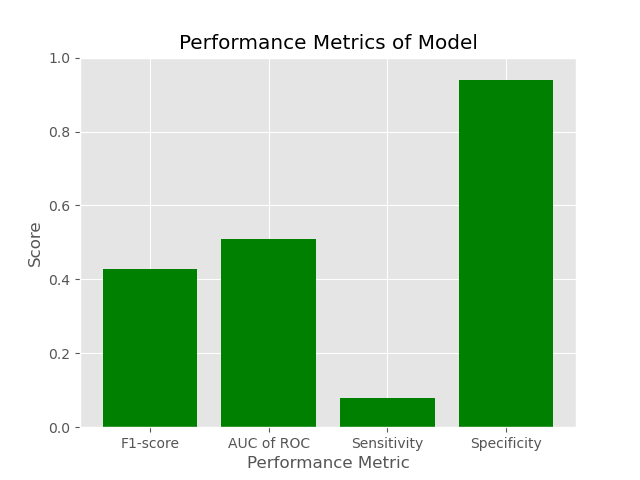 Performance Metrics of Model
1.0
0.8
0.6
0.4
0.2
0.0
Score
F1-score AUC of ROC Sensitivity Specificity
Performance Metric